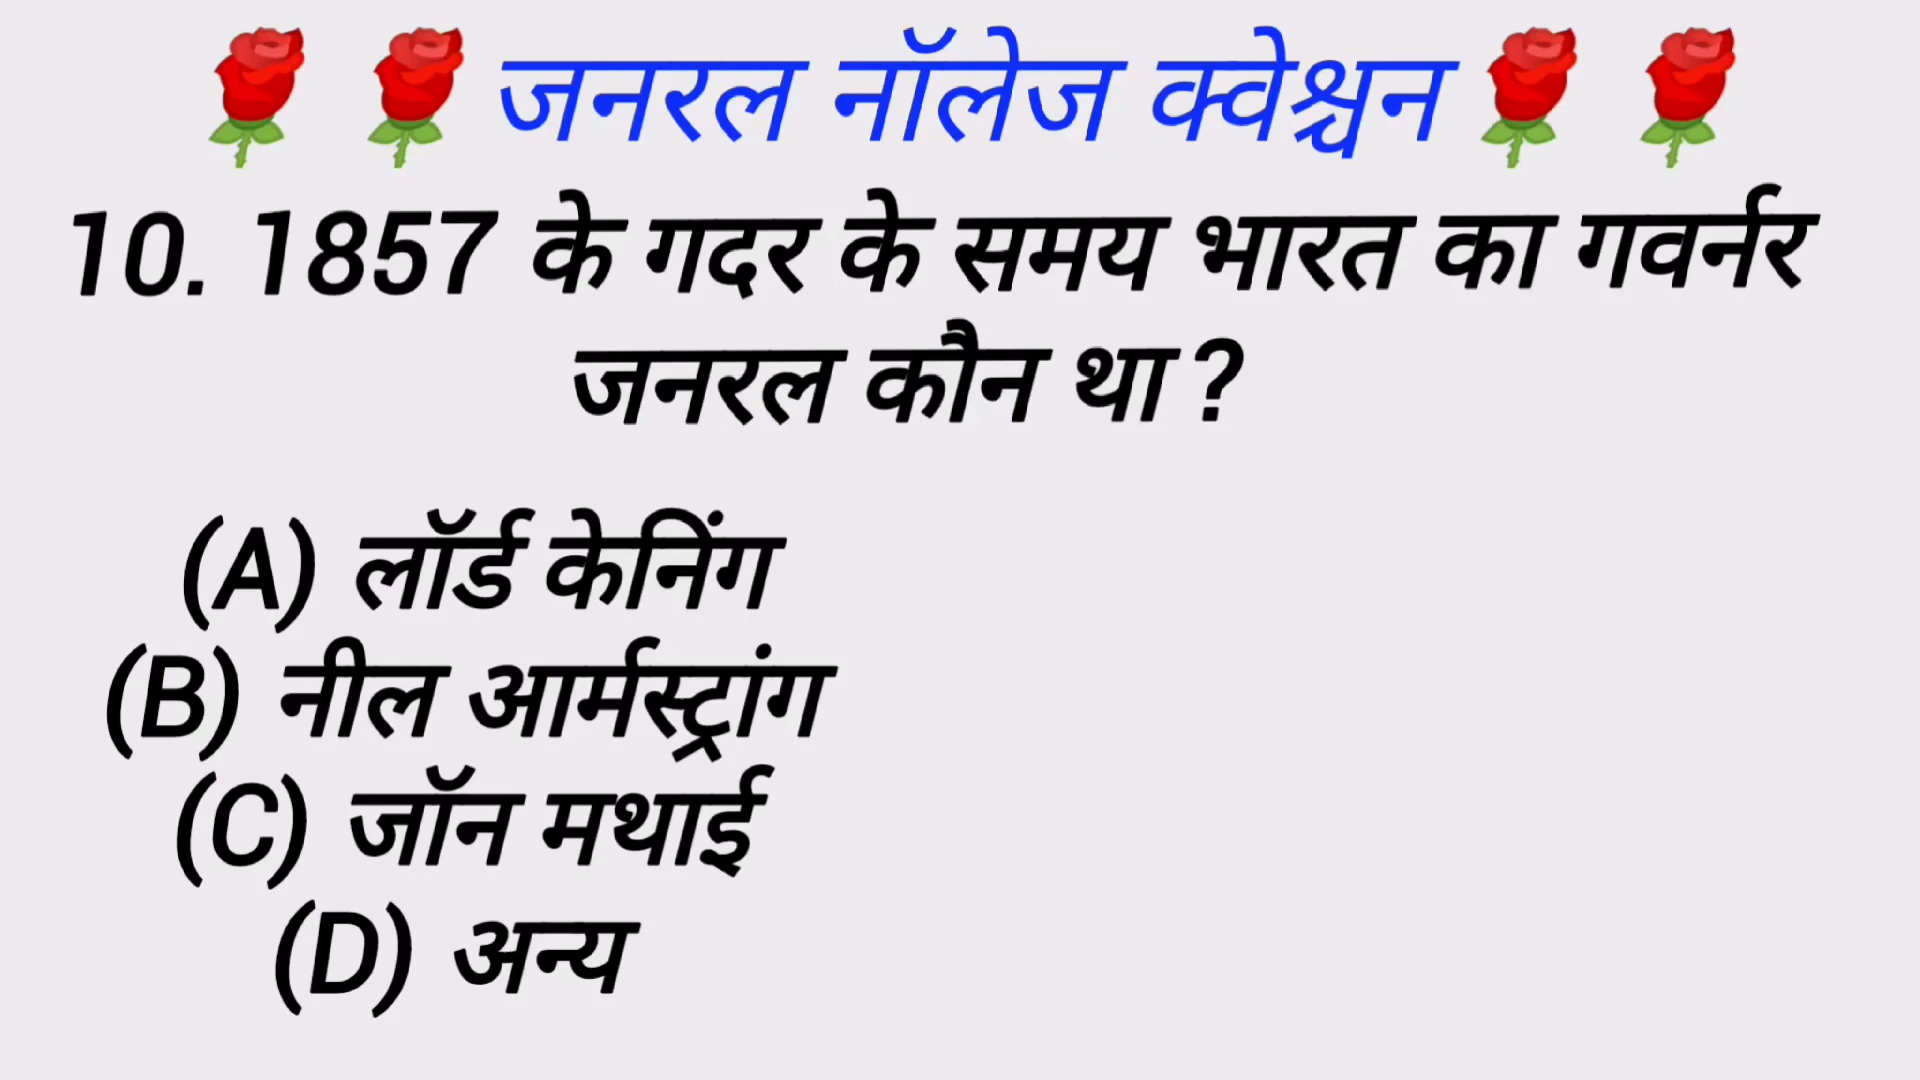 🌹 🌹 जनरल नॉलेज क्वेश्चन 🌹 🌹
10. 1857 के गदर के समय भारत का गवर्नर
जनरल कौन था ?
(A) लॉर्ड केनिंग
(B) नील आर्मस्ट्रांग
(C) जॉन मथाई
(D) अन्य